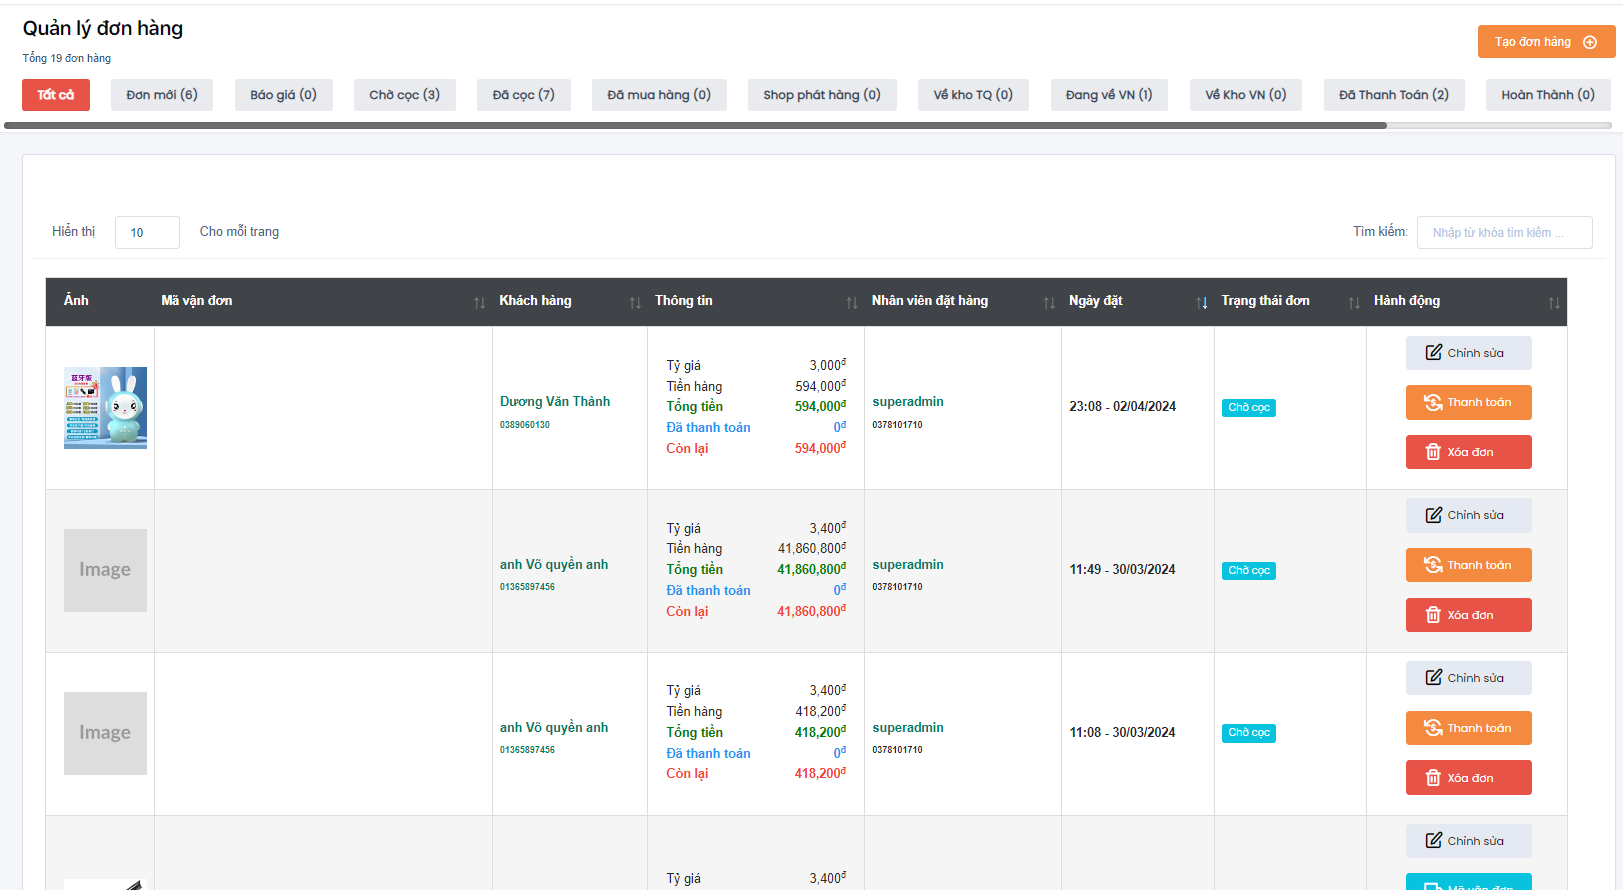 Quản lý đơn hàng
Tổng 19 đơn hàng
Tạo đơn hàng
Tất cả
Đơn mới (6)
Báo giá (0)
Chờ cọc (3)
Đã cọc (7)
Đã mua hàng (0)
Shop phát hàng (0)
Về kho TQ (0)
Đang về VN (1)
Về Kho VN (0)
Đã Thanh Toán (2)
Hoàn Thành (0)
Hiển thị 10 Cho mỗi trang
Tìm kiếm: Nhập từ khóa tìm kiếm ...
Ảnh Mã vận đơn Khách hàng Thông tin Nhân viên đặt hàng Ngày đặt Trạng thái đơn Hành động
蓝牙版
Dương Văn Thành
0389060130
Tỷ giá 3,000đ
Tiền hàng 594,000đ
Tổng tiền 594,000đ
Đã thanh toán 0đ
Còn lại 594,000đ
superadmin
0378101710
23:08 - 02/04/2024
Chờ cọc
Chỉnh sửa
Thanh toán
Xóa đơn
Image
anh Võ quyền anh
01365897456
Tỷ giá 3,400đ
Tiền hàng 41,860,800đ
Tổng tiền 41,860,800đ
Đã thanh toán 0đ
Còn lại 41,860,800đ
superadmin
0378101710
11:49 - 30/03/2024
Chờ cọc
Chỉnh sửa
Thanh toán
Xóa đơn
Image
anh Võ quyền anh
01365897456
Tỷ giá 3,400đ
Tiền hàng 418,200đ
Tổng tiền 418,200đ
Đã thanh toán 0đ
Còn lại 418,200đ
superadmin
0378101710
11:08 - 30/03/2024
Chờ cọc
Chỉnh sửa
Thanh toán
Xóa đơn
Tỷ giá 3,400đ
Chỉnh sửa
Mã vận đơn